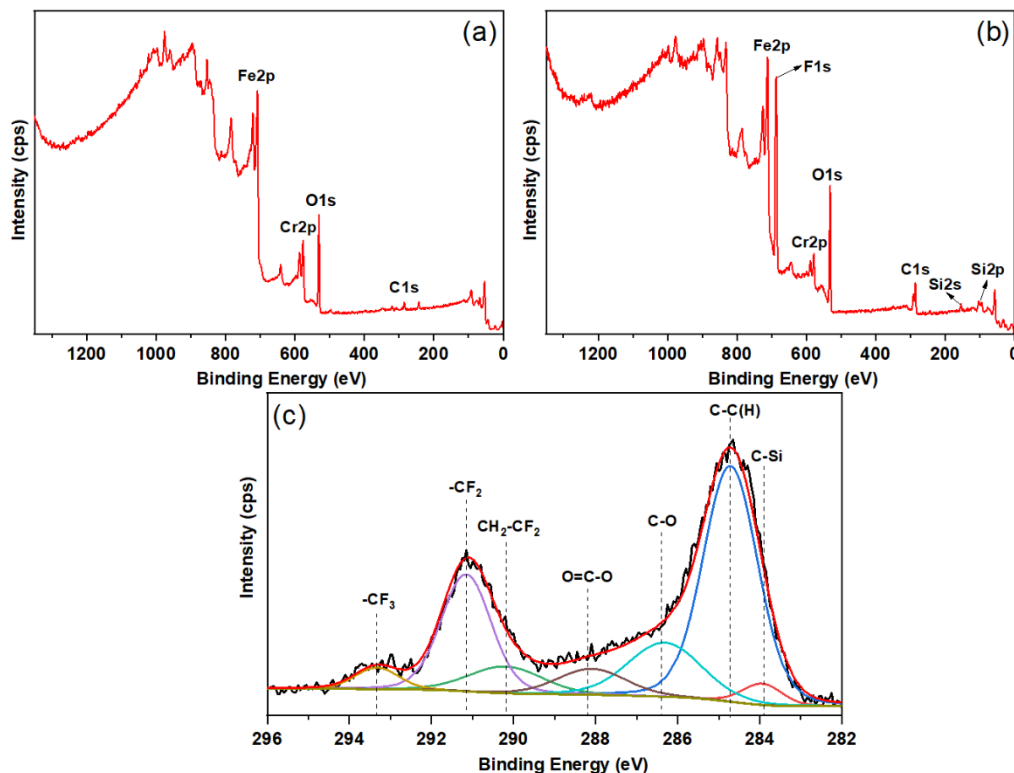 (a)
Fe2p
O1s
Cr2p
C1s
Intensity (cps)
1200 1000 800 600 400 200 0
Binding Energy (eV)
(b)
Fe2p
F1s
O1s
Cr2p
C1s
Si2s
Si2p
Intensity (cps)
1200 1000 800 600 400 200 0
Binding Energy (eV)
(c)
C-C(H)
C-Si
-CF₂
CH₂-CF₂
C-O
O=C-O
-CF₃
Intensity (cps)
296 294 292 290 288 286 284 282
Binding Energy (eV)